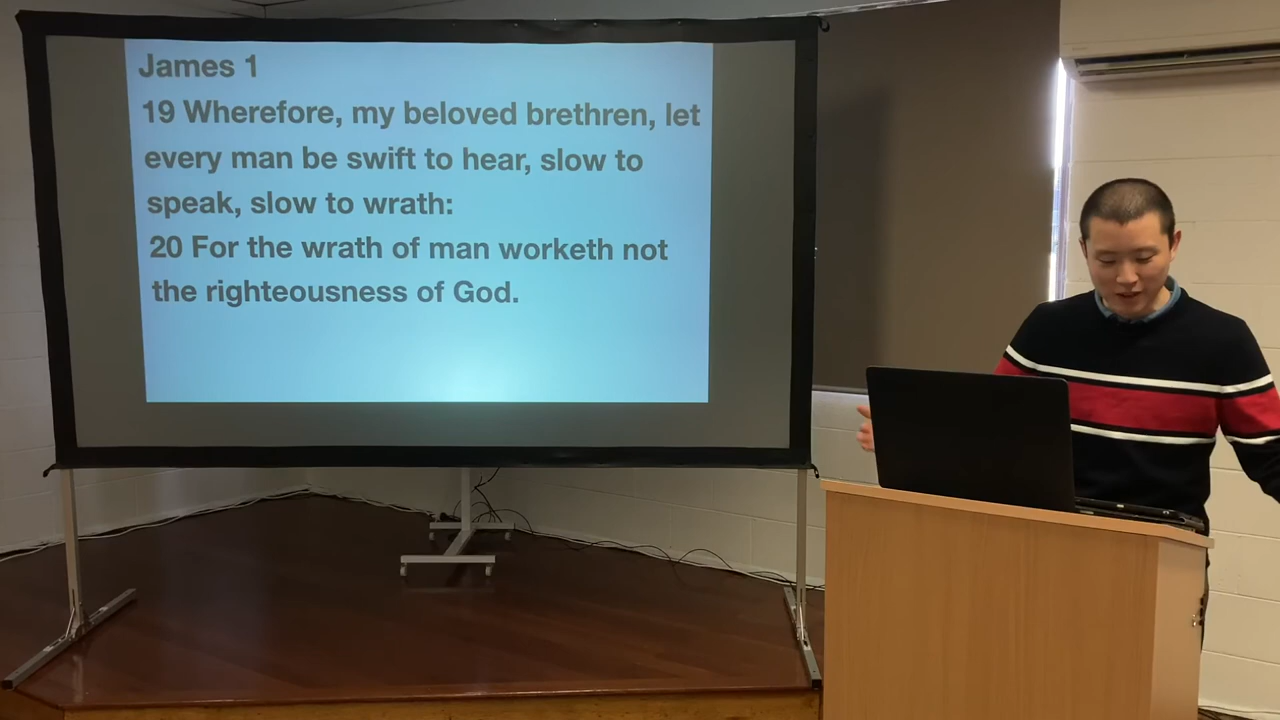 James 1
19 Wherefore, my beloved brethren, let
every man be swift to hear, slow to
speak, slow to wrath:
20 For the wrath of man worketh not
the righteousness of God.